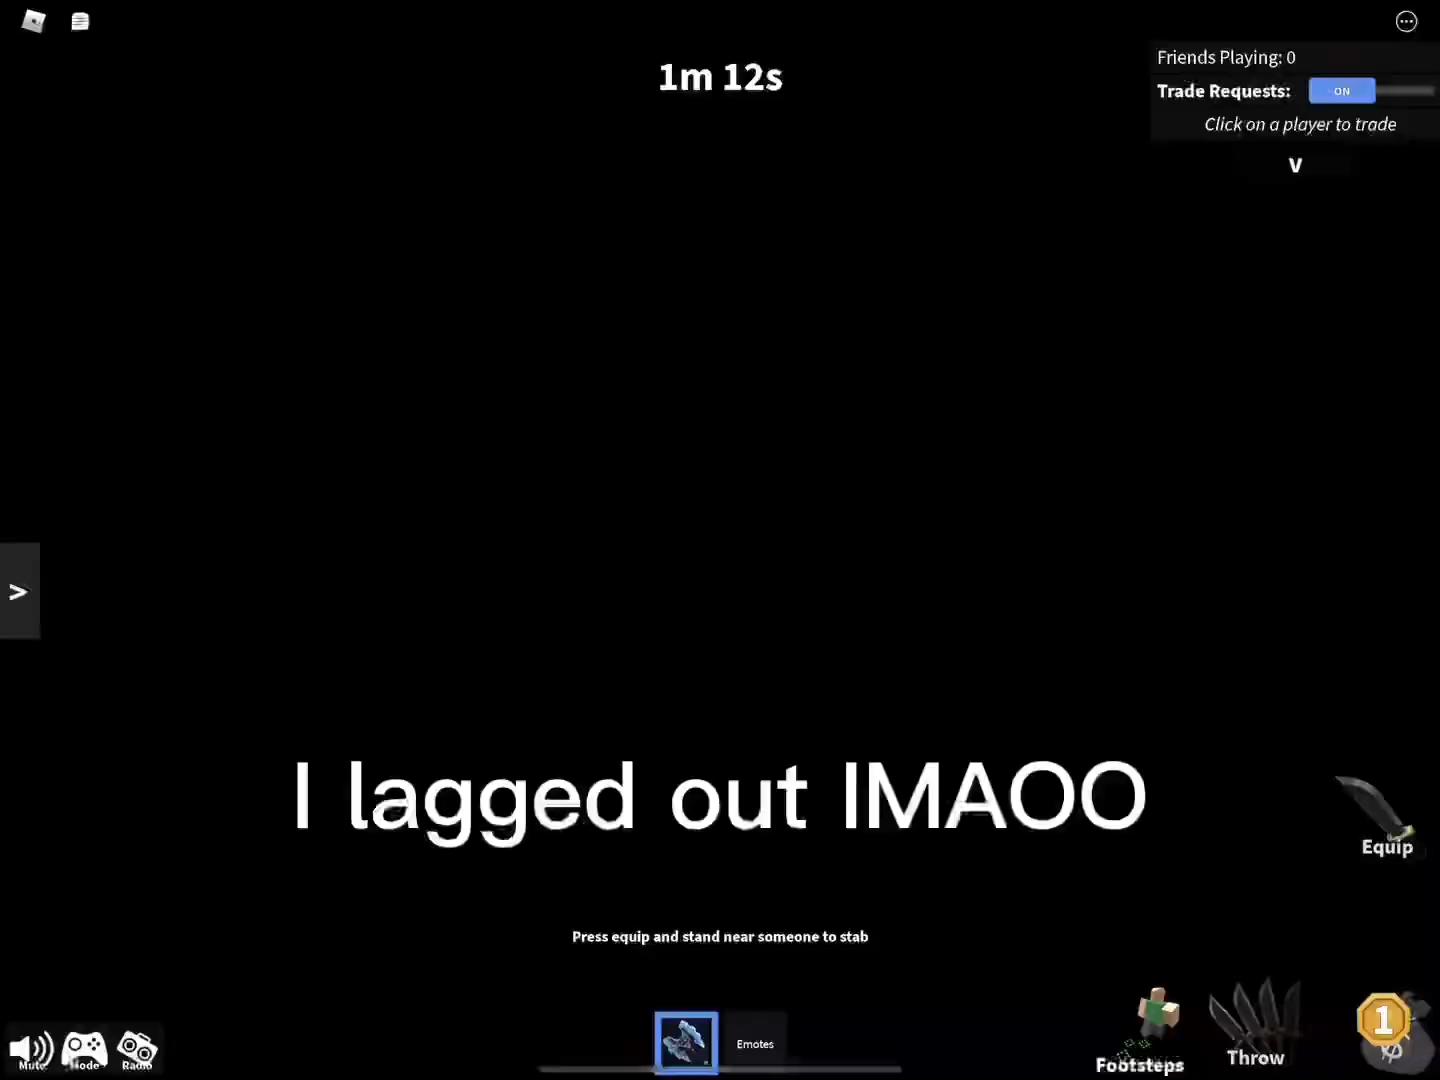 1m 12s
Friends Playing: 0
Trade Requests: ON
Click on a player to trade
v
>
I lagged out lMAOO
Equip
Press equip and stand near someone to stab
Mute
Mode
Radio
Emotes
Footsteps
Throw
1